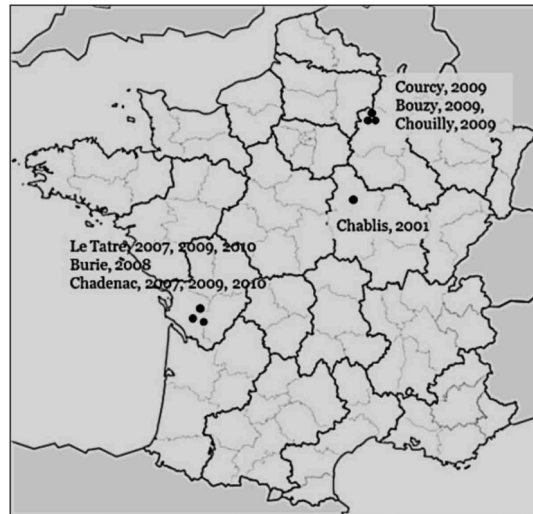 Courcy, 2009
Bouzy, 2009,
Chouilly, 2009
Chablis, 2001
Le Tatre, 2007, 2009, 2010
Burie, 2008
Chadenac, 2007, 2009, 2010